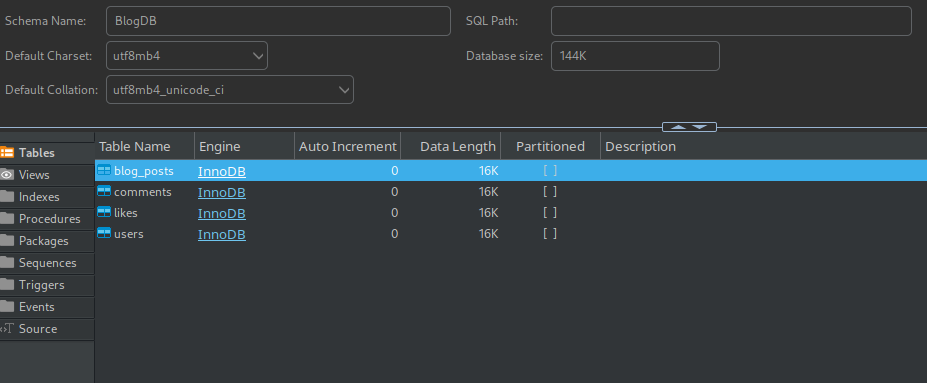 Schema Name: BlogDB SQL Path:
Default Charset: utf8mb4 Database size: 144K
Default Collation: utf8mb4_unicode_ci
Tables
Views
Indexes
Procedures
Packages
Sequences
Triggers
Events
Source
Table Name Engine Auto Increment Data Length Partitioned Description
blog_posts InnoDB 0 16K [ ]
comments InnoDB 0 16K [ ]
likes InnoDB 0 16K [ ]
users InnoDB 0 16K [ ]